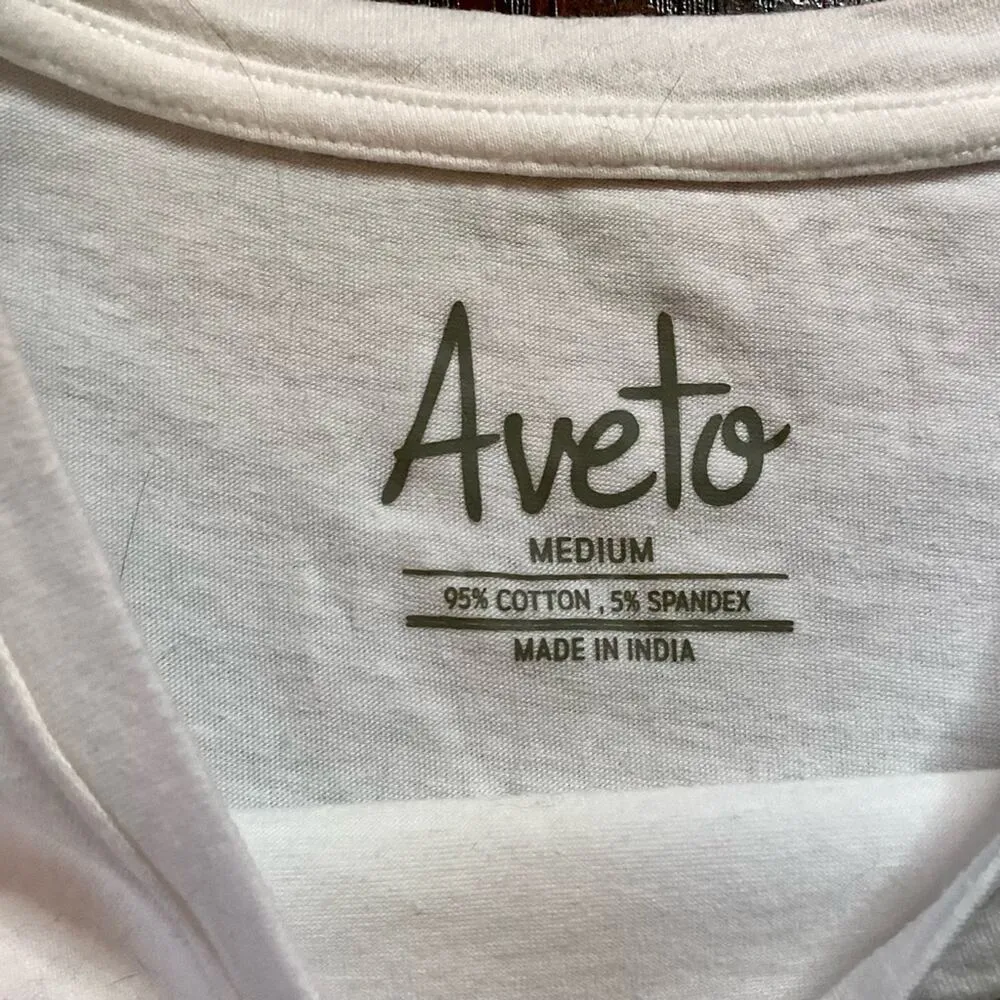 Aveto
MEDIUM
95% COTTON , 5% SPANDEX
MADE IN INDIA